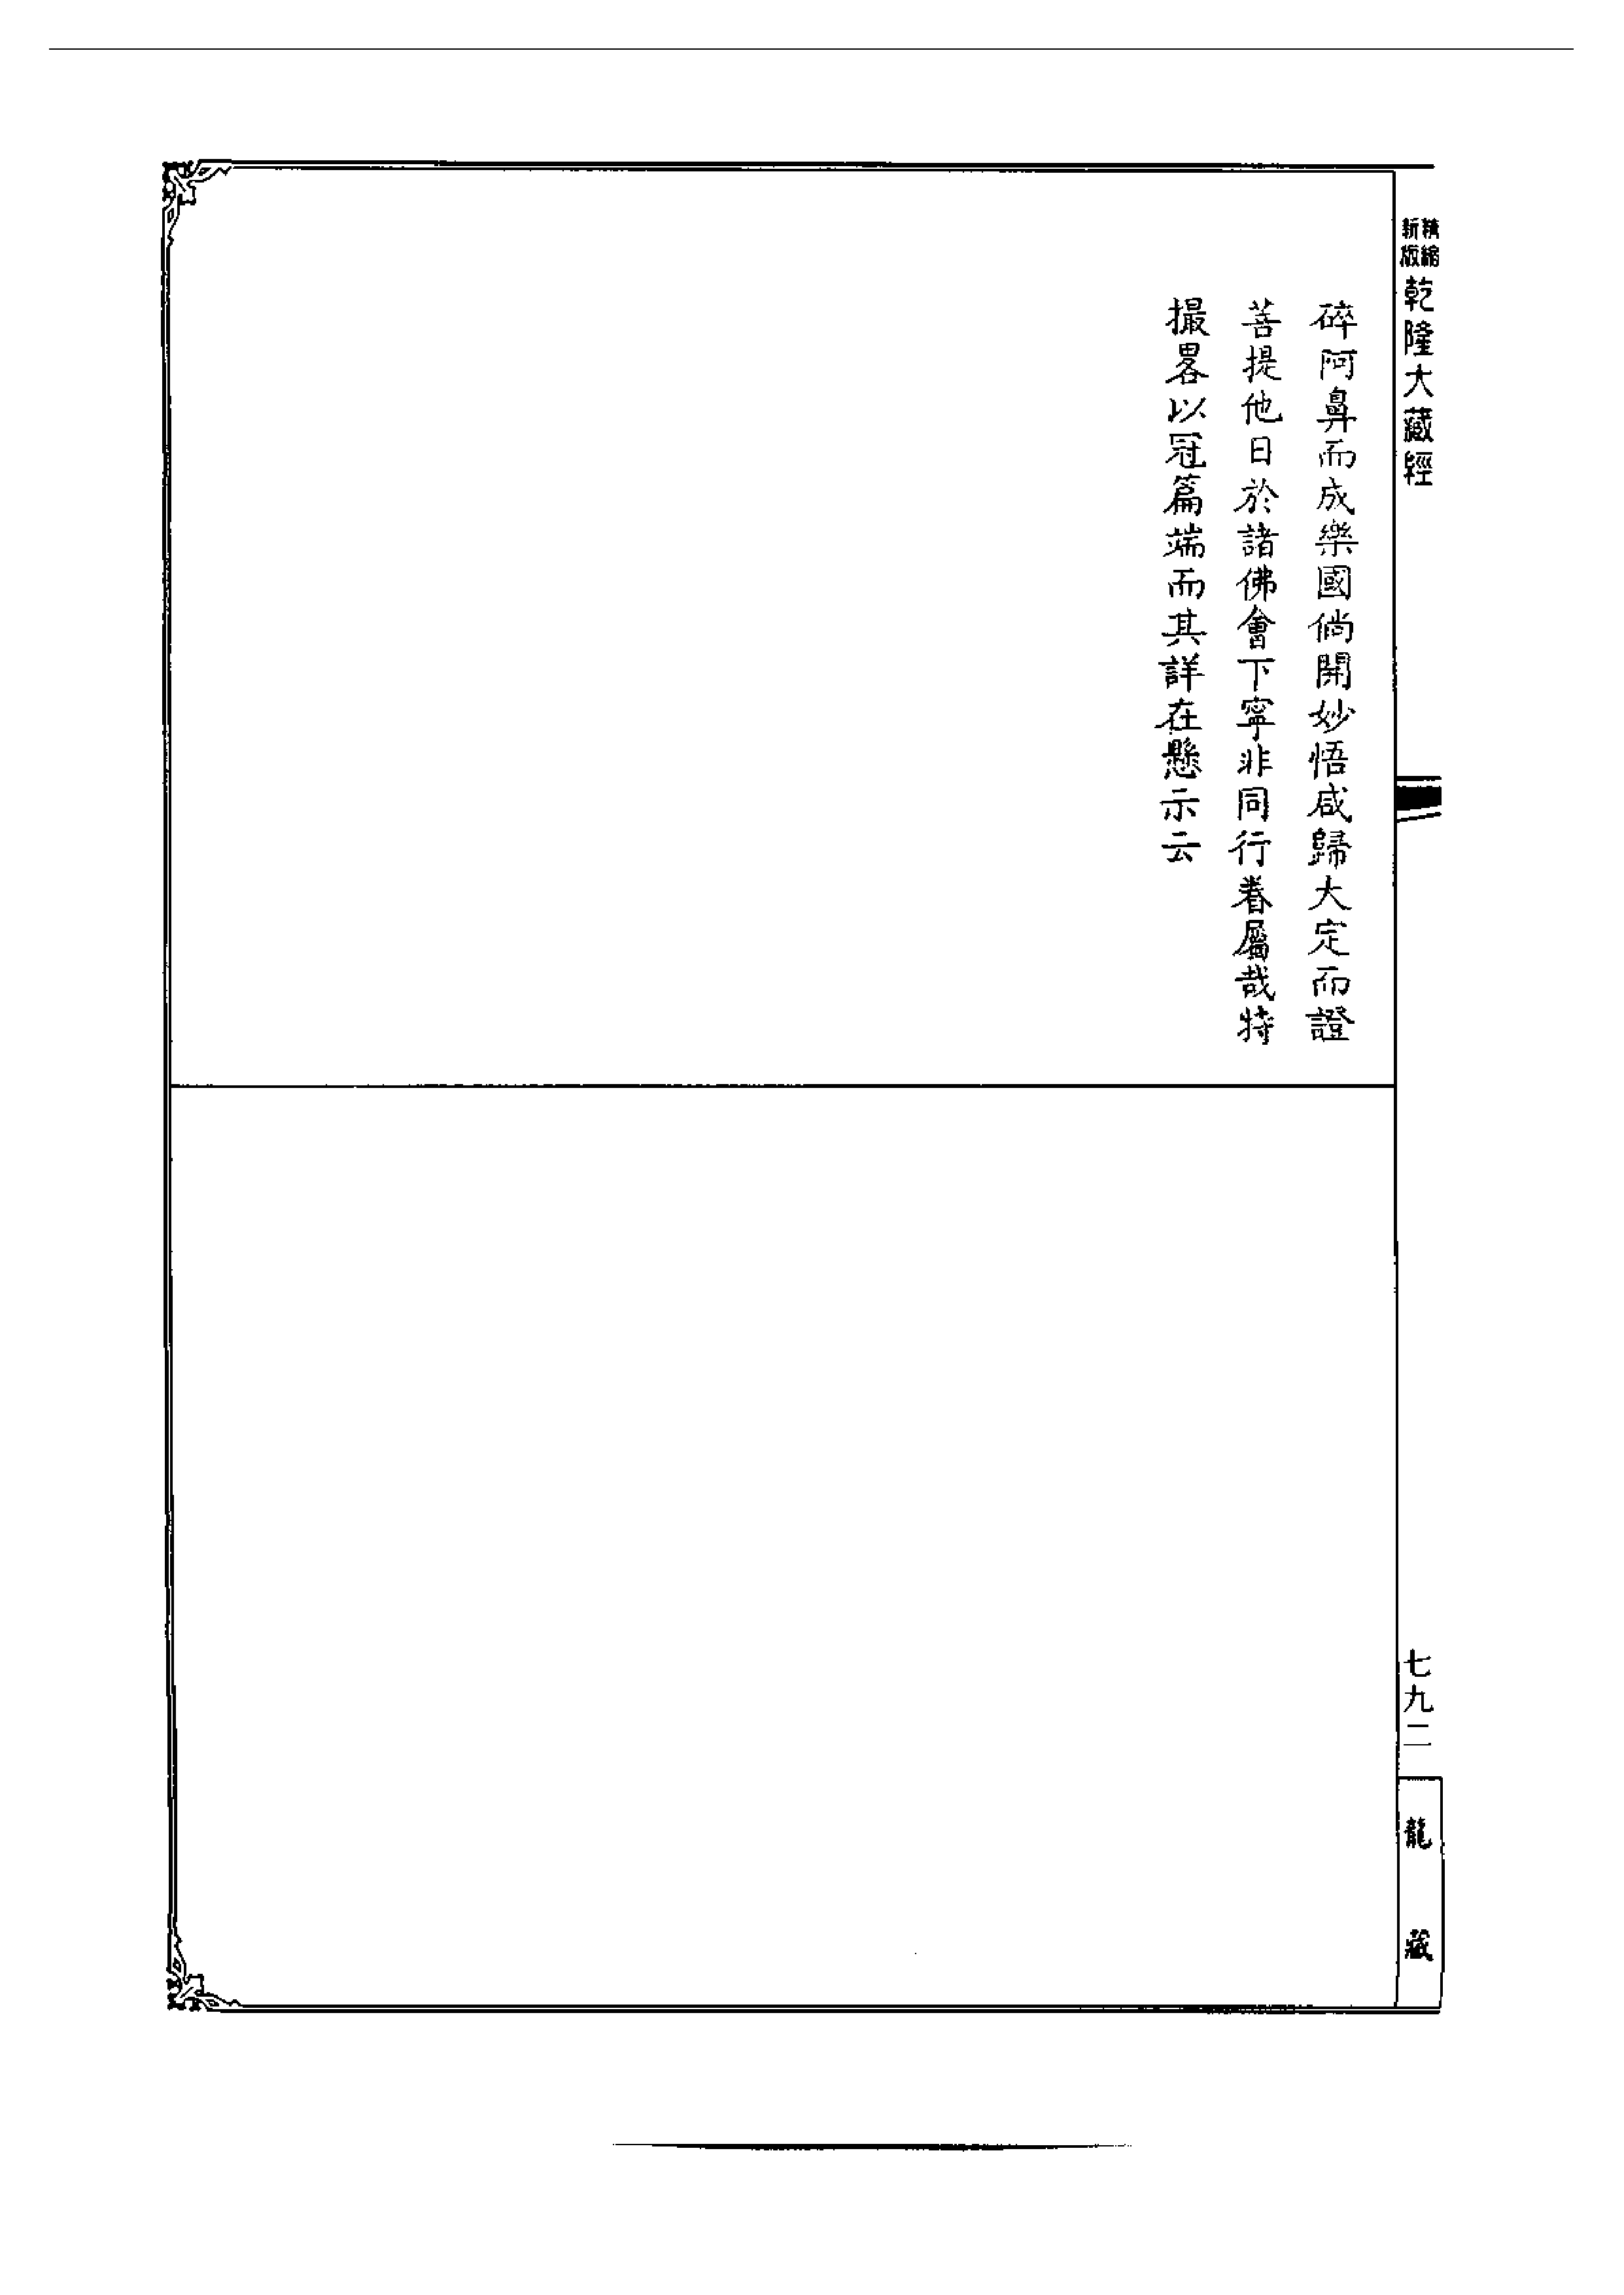 精縮
新版
乾隆大藏經
碎阿鼻而成樂國倘開妙悟咸歸大定而證
菩提他日於諸佛會下寧非同行眷屬哉特
撮畧以冠篇端而其詳在懸示云
七九二
龍藏